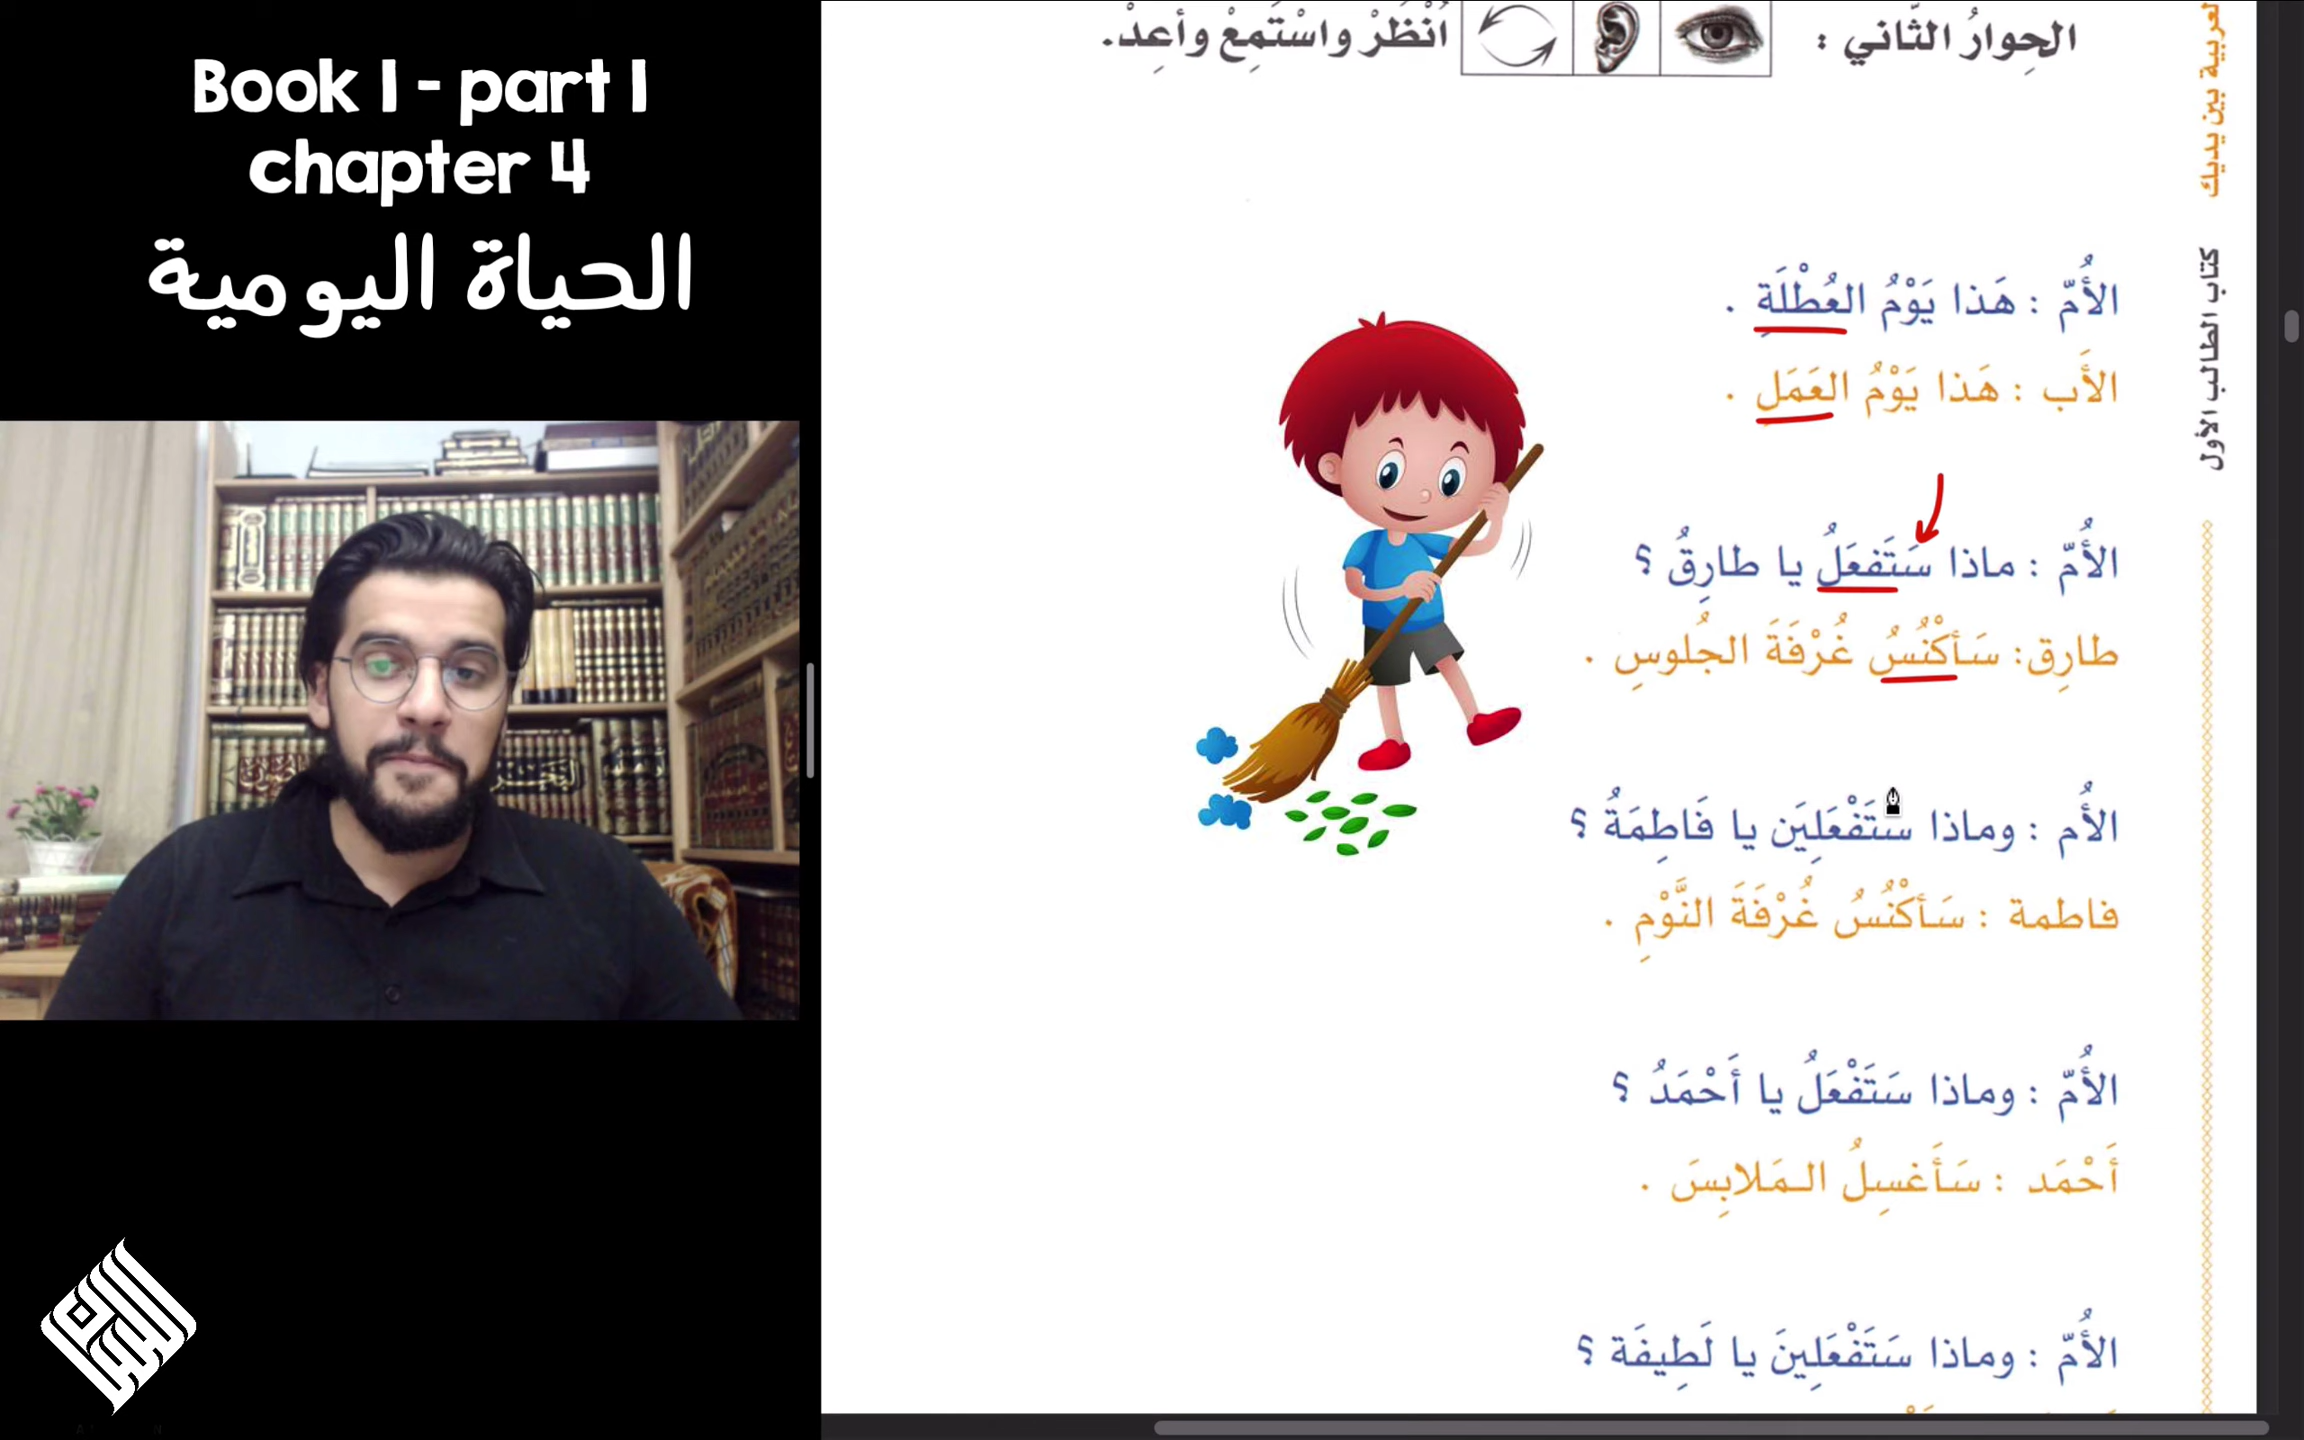 Book 1 - part 1
chapter 4
الحياة اليومية
الحِوارُ الثَّاني :
اُنْظُرْ واسْتَمِعْ وأعِدْ.
الأُمّ : هَذا يَوْمُ العُطْلَةِ .
الأَب : هَذا يَوْمُ العَمَلِ .
الأُمّ : ماذا سَتَفعَلُ يا طارِقُ ؟
طارِق: سَأكْنُسُ غُرْفَةَ الجُلوسِ .
الأُم : وماذا سَتَفْعَلِيَن يا فَاطِمَةُ ؟
فاطمة : سَأكْنُسُ غُرْفَةَ النَّوْمِ .
الأُمّ : وماذا سَتَفْعَلُ يا أَحْمَدُ ؟
أَحْمَد : سَأَغسِلُ الـمَلابِسَ .
الأُمّ : وماذا سَتَفْعَلِينَ يا لَطِيفَة ؟
كتاب الطالب الأول
العربية بين يديك